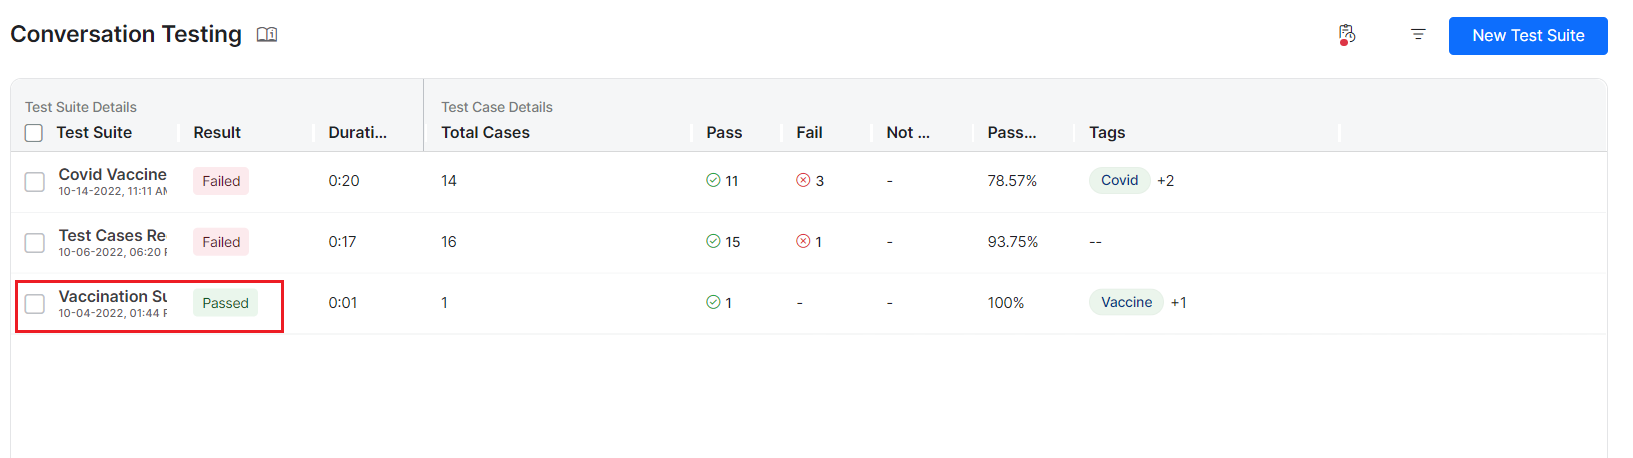 Conversation Testing
New Test Suite
Test Suite Details Test Case Details
Test Suite Result Durati... Total Cases Pass Fail Not ... Pass... Tags
Covid Vaccine Failed 0:20 14 11 3 - 78.57% Covid +2
10-14-2022, 11:11 AM
Test Cases Re Failed 0:17 16 15 1 - 93.75% --
10-06-2022, 06:20 P
Vaccination Su Passed 0:01 1 1 - - 100% Vaccine +1
10-04-2022, 01:44 P